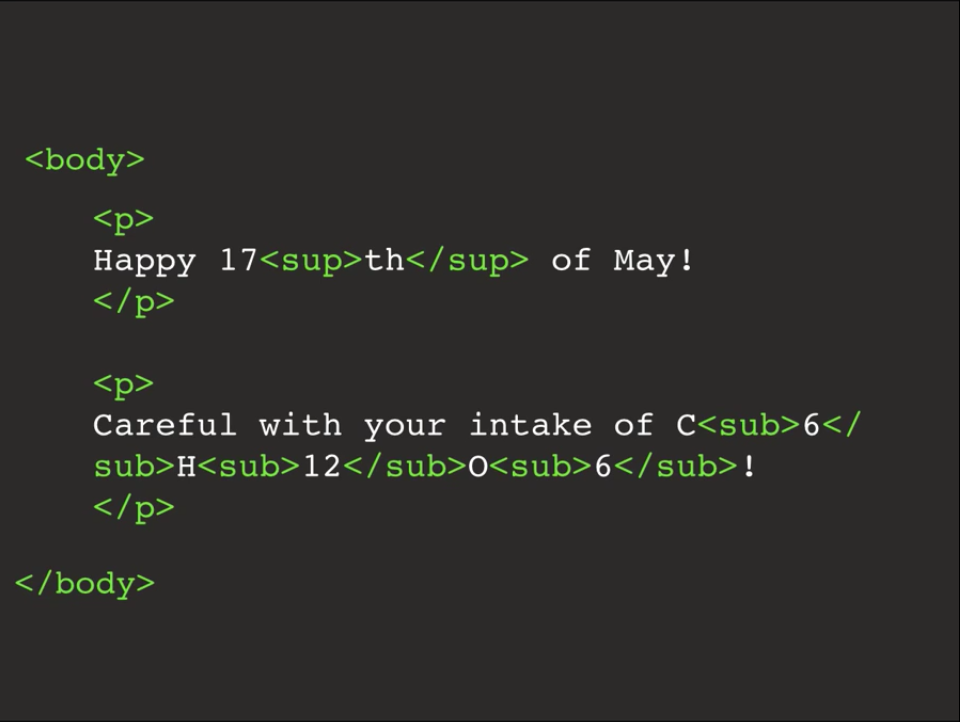 <body>
<p>
Happy 17<sup>th</sup> of May!
</p>
<p>
Careful with your intake of C<sub>6</
sub>H<sub>12</sub>O<sub>6</sub>!
</p>
</body>